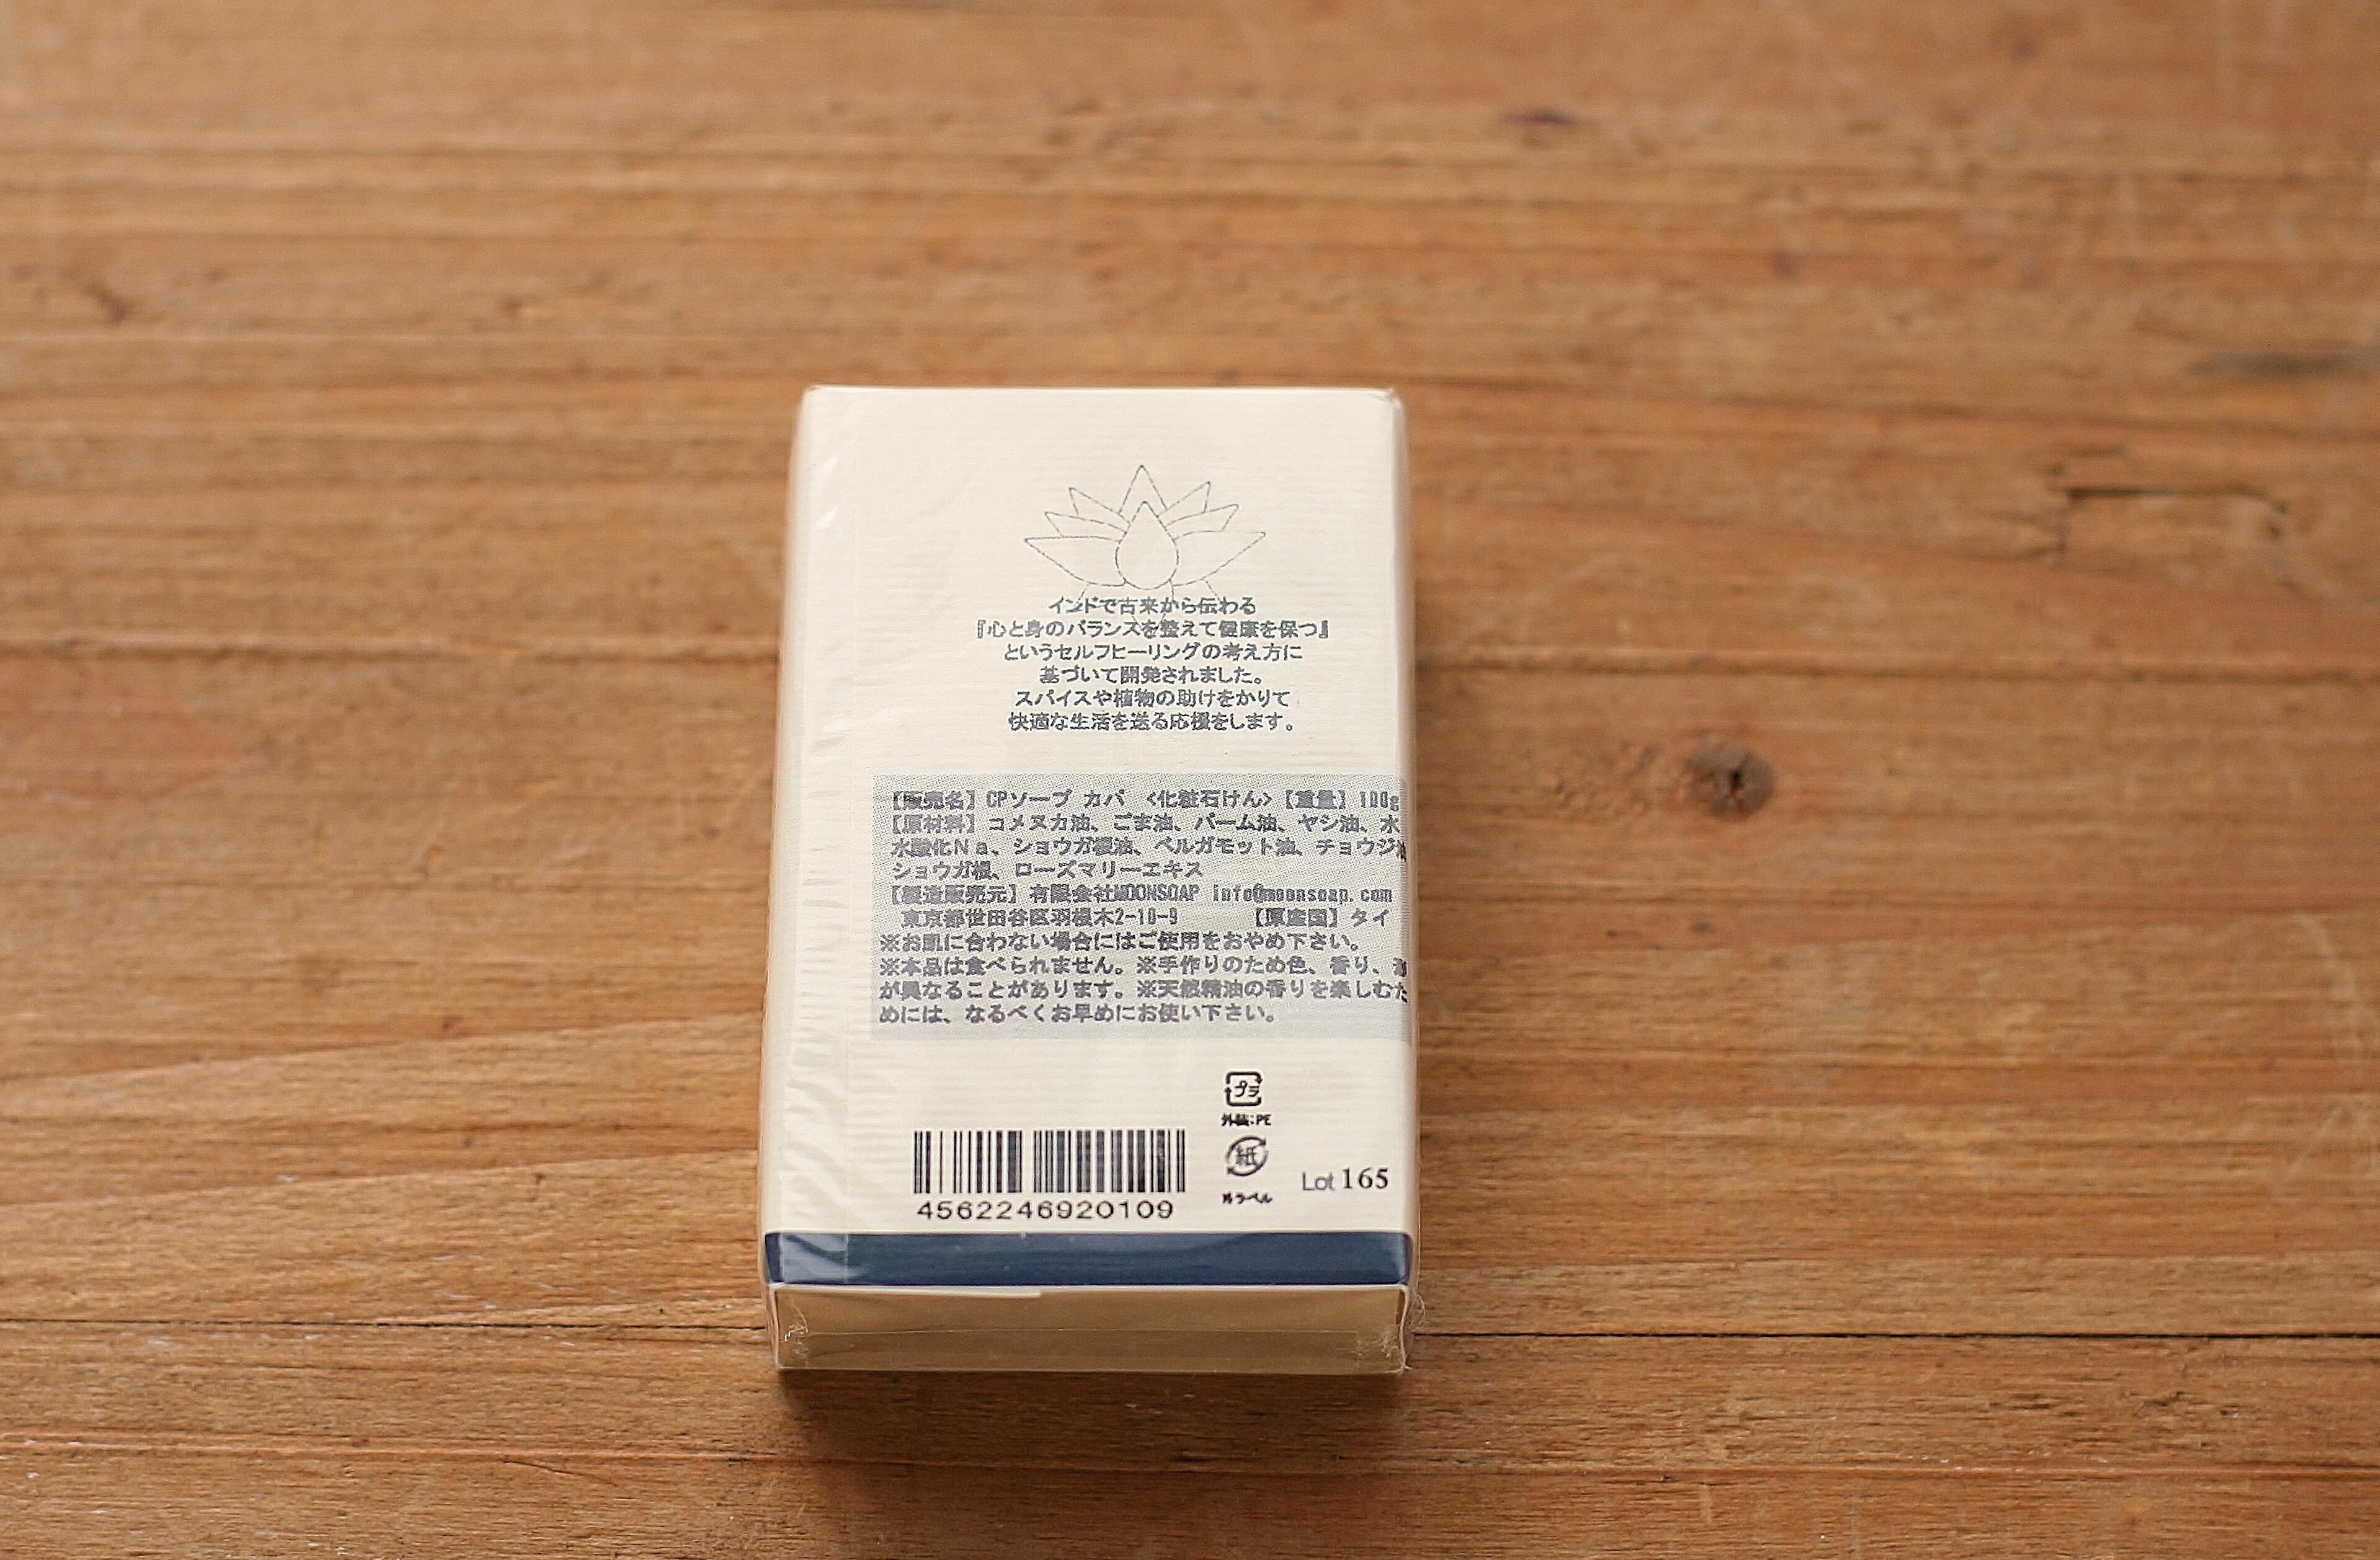 インドで古来から伝わる
『心と身のバランスを整えて健康を保つ』
というセルフヒーリングの考え方に
基づいて開発されました。
スパイスや植物の助けをかりて
快適な生活を送る応援をします。
【販売名】CPソープ カパ <化粧石けん>【重量】100g
【原材料】コメヌカ油、ごま油、パーム油、ヤシ油、水
水酸化Na、ショウガ根油、ベルガモット油、チョウジ油
ショウガ根、ローズマリーエキス
【製造販売元】有限会社MOONSOAP info@moonsoap.com
東京都世田谷区羽根木2-10-9 【原産国】タイ
※お肌に合わない場合にはご使用をおやめ下さい。
※本品は食べられません。※手作りのため色、香り、
が異なることがあります。※天然精油の香りを楽しむた
めには、なるべくお早めにお使い下さい。
プラ
外装:PE
紙
外ラベル
Lot 165
4562246920109